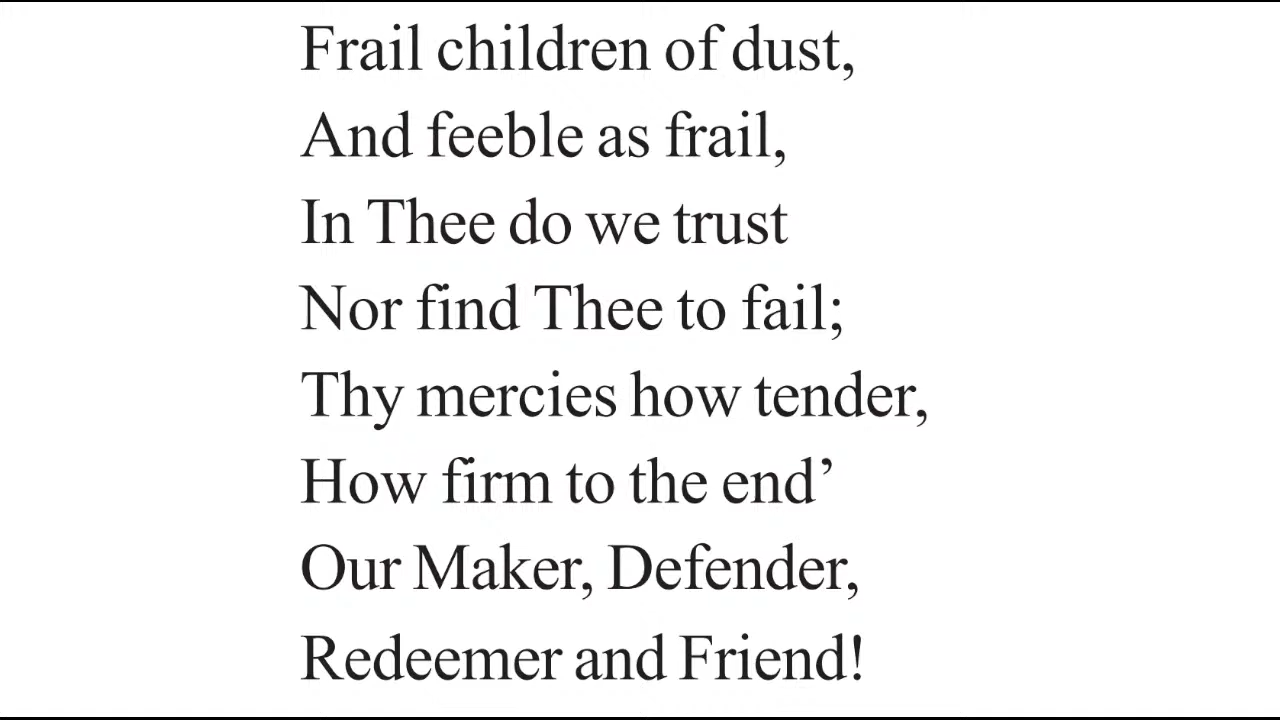 Frail children of dust,
And feeble as frail,
In Thee do we trust
Nor find Thee to fail;
Thy mercies how tender,
How firm to the end’
Our Maker, Defender,
Redeemer and Friend!